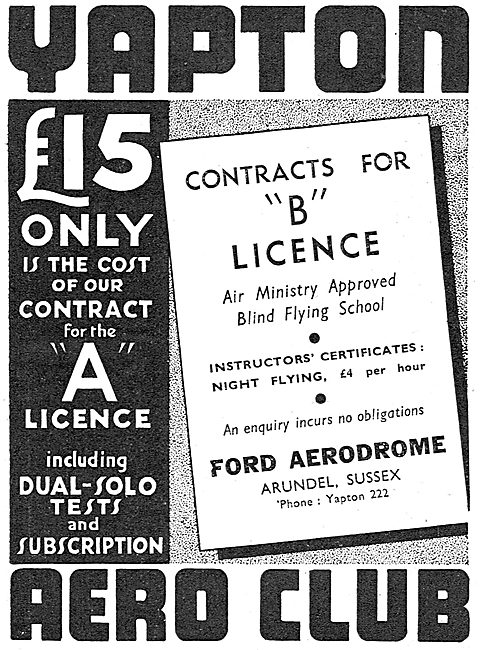 YAPTON
£15
ONLY
IS THE COST
OF OUR
CONTRACT
for the
"A"
LICENCE
including
DUAL-SOLO
TESTS
and
SUBSCRIPTION
CONTRACTS FOR
"B"
LICENCE
Air Ministry Approved
Blind Flying School
INSTRUCTORS' CERTIFICATES:
NIGHT FLYING, £4 per hour
An enquiry incurs no obligations
FORD AERODROME
ARUNDEL, SUSSEX
'Phone: Yapton 222
AERO CLUB